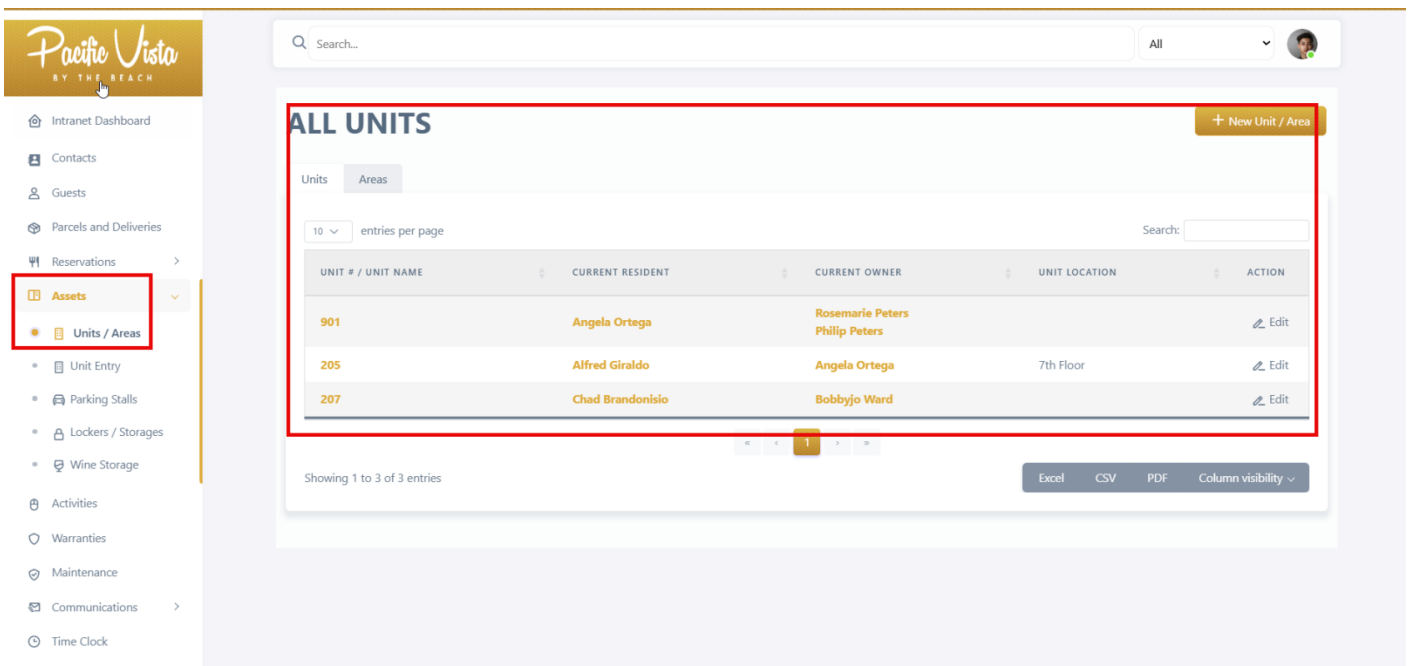 Pacific Vista
BY THE BEACH
Search...
All
Intranet Dashboard
Contacts
Guests
Parcels and Deliveries
Reservations
Assets
Units / Areas
Unit Entry
Parking Stalls
Lockers / Storages
Wine Storage
Activities
Warranties
Maintenance
Communications
Time Clock
ALL UNITS
+ New Unit / Area
Units Areas
10 entries per page Search:
UNIT # / UNIT NAME CURRENT RESIDENT CURRENT OWNER UNIT LOCATION ACTION
901 Angela Ortega Rosemarie Peters Edit
Philip Peters
205 Alfred Giraldo Angela Ortega 7th Floor Edit
207 Chad Brandonisio Bobbyjo Ward Edit
« ‹ 1 › »
Showing 1 to 3 of 3 entries Excel CSV PDF Column visibility